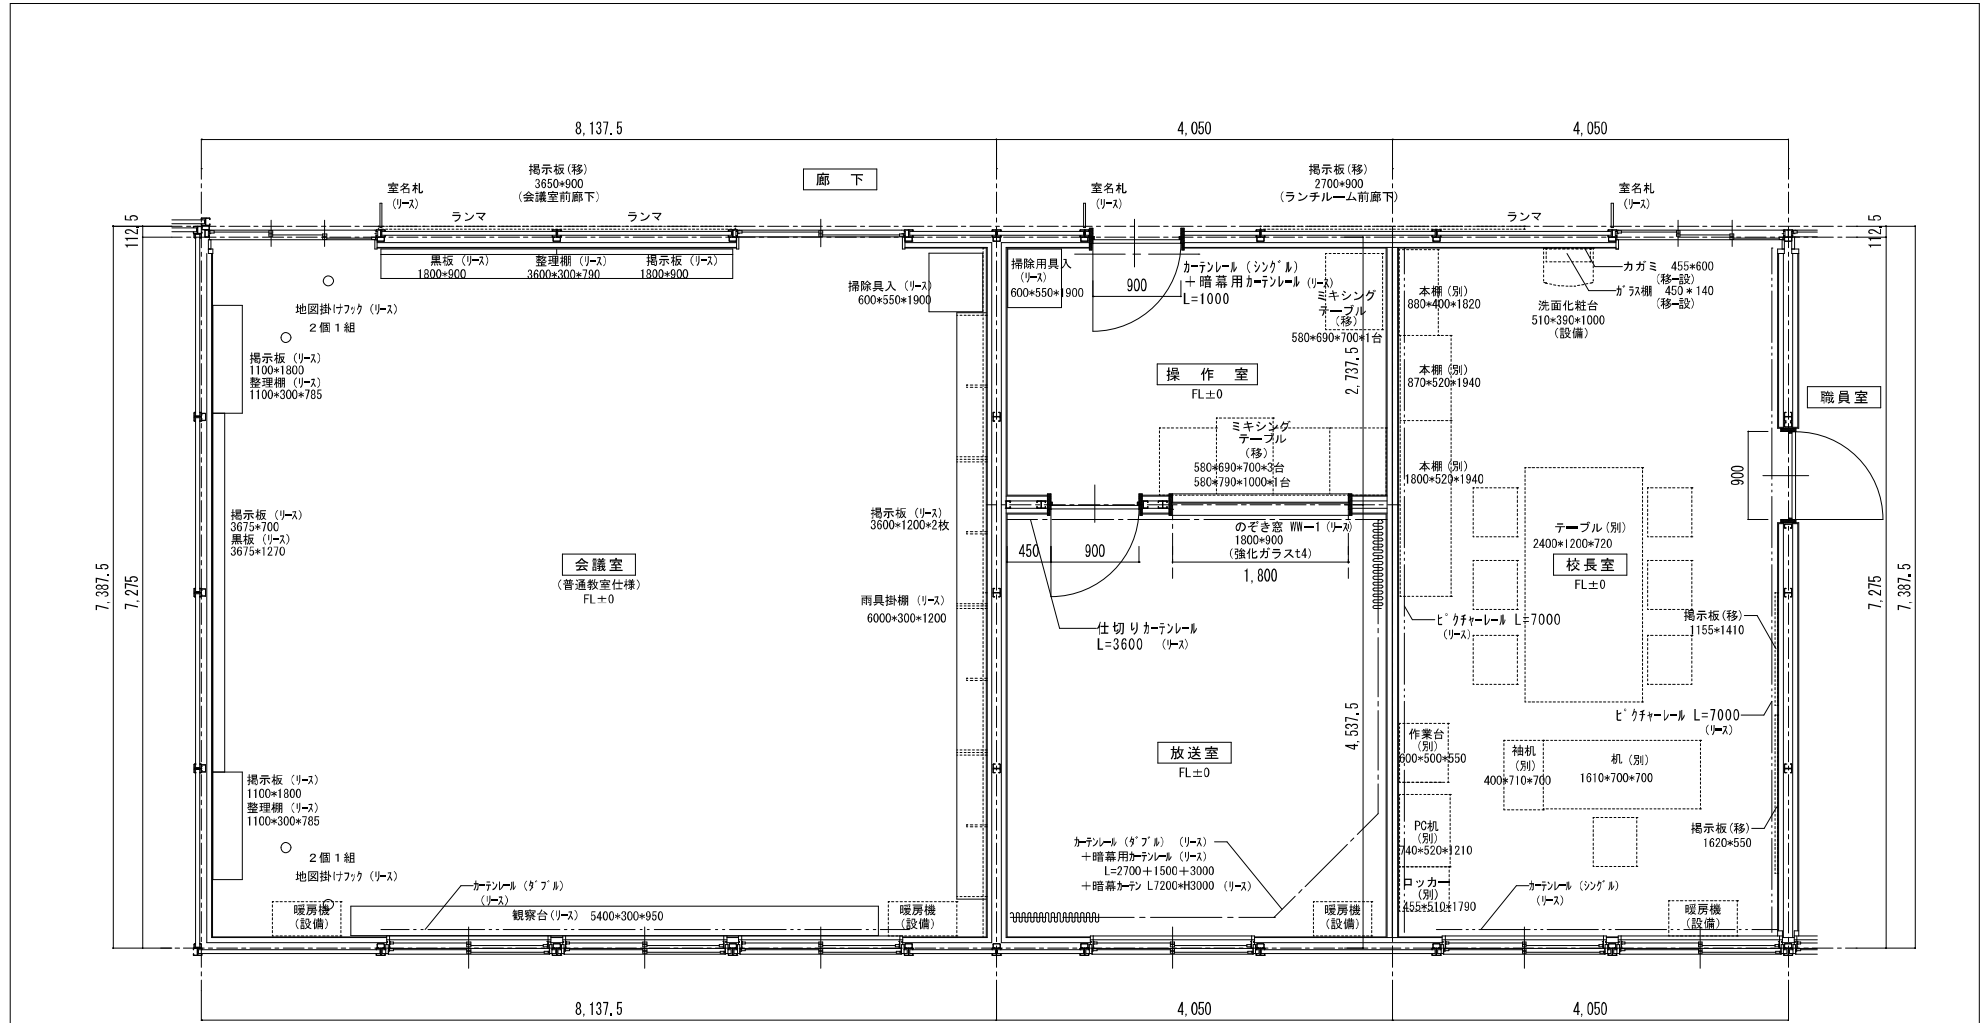 8,137.5
4,050
4,050
掲示板(移)
3650*900
(会議室前廊下)
廊　下
掲示板(移)
2700*900
(ランチルーム前廊下)
室名札
(リース)
室名札
(リース)
室名札
(リース)
ランマ
ランマ
ランマ
112.5
112.5
黒板 (リース)
1800*900
整理棚 (リース)
3600*300*790
掲示板 (リース)
1800*900
掃除具入 (リース)
600*550*1900
地図掛けフック (リース)
2個1組
掲示板 (リース)
1100*1800
整理棚 (リース)
1100*300*785
掲示板 (リース)
3675*700
黒板 (リース)
3675*1270
会議室
(普通教室仕様)
FL±0
掲示板 (リース)
3600*1200*2枚
雨具掛棚 (リース)
6000*300*1200
掲示板 (リース)
1100*1800
整理棚 (リース)
1100*300*785
2個1組
地図掛けフック (リース)
カーテンレール (ダブル)
(リース)
暖房機
(設備)
観察台(リース) 5400*300*950
暖房機
(設備)
7,387.5
7,275
掃除用具入
(リース)
600*550*1900
900
カーテンレール (シングル)
+暗幕用カーテンレール (リース)
L=1000
ミキシング
テーブル
(移)
580*690*700*1台
2,737.5
操　作　室
FL±0
ミキシング
テーブル
(移)
580*690*700*3台
580*790*1000*1台
のぞき窓 WW-1 (リース)
1800*900
(強化ガラスt4)
450
900
1,800
仕切りカーテンレール
L=3600 (リース)
4,537.5
放送室
FL±0
カーテンレール (ダブル) (リース)
+暗幕用カーテンレール (リース)
L=2700+1500+3000
+暗幕カーテン L7200*H3000 (リース)
暖房機
(設備)
本棚 (別)
880*400*1820
本棚 (別)
870*520*1940
本棚 (別)
1800*520*1940
カガミ 455*600
(移設)
ガラス棚 450*140
(移設)
洗面化粧台
510*390*1000
(設備)
職員室
900
テーブル(別)
2400*1200*720
校長室
FL±0
ピクチャーレール L=7000
(リース)
掲示板(移)
1155*1410
ピクチャーレール L=7000
(リース)
作業台
(別)
600*500*550
袖机
(別)
400*710*700
机 (別)
1610*700*700
PC机
(別)
740*520*1210
掲示板(移)
1620*550
ロッカー
(別)
455*510*1790
カーテンレール (シングル)
(リース)
暖房機
(設備)
7,275
7,387.5
8,137.5
4,050
4,050